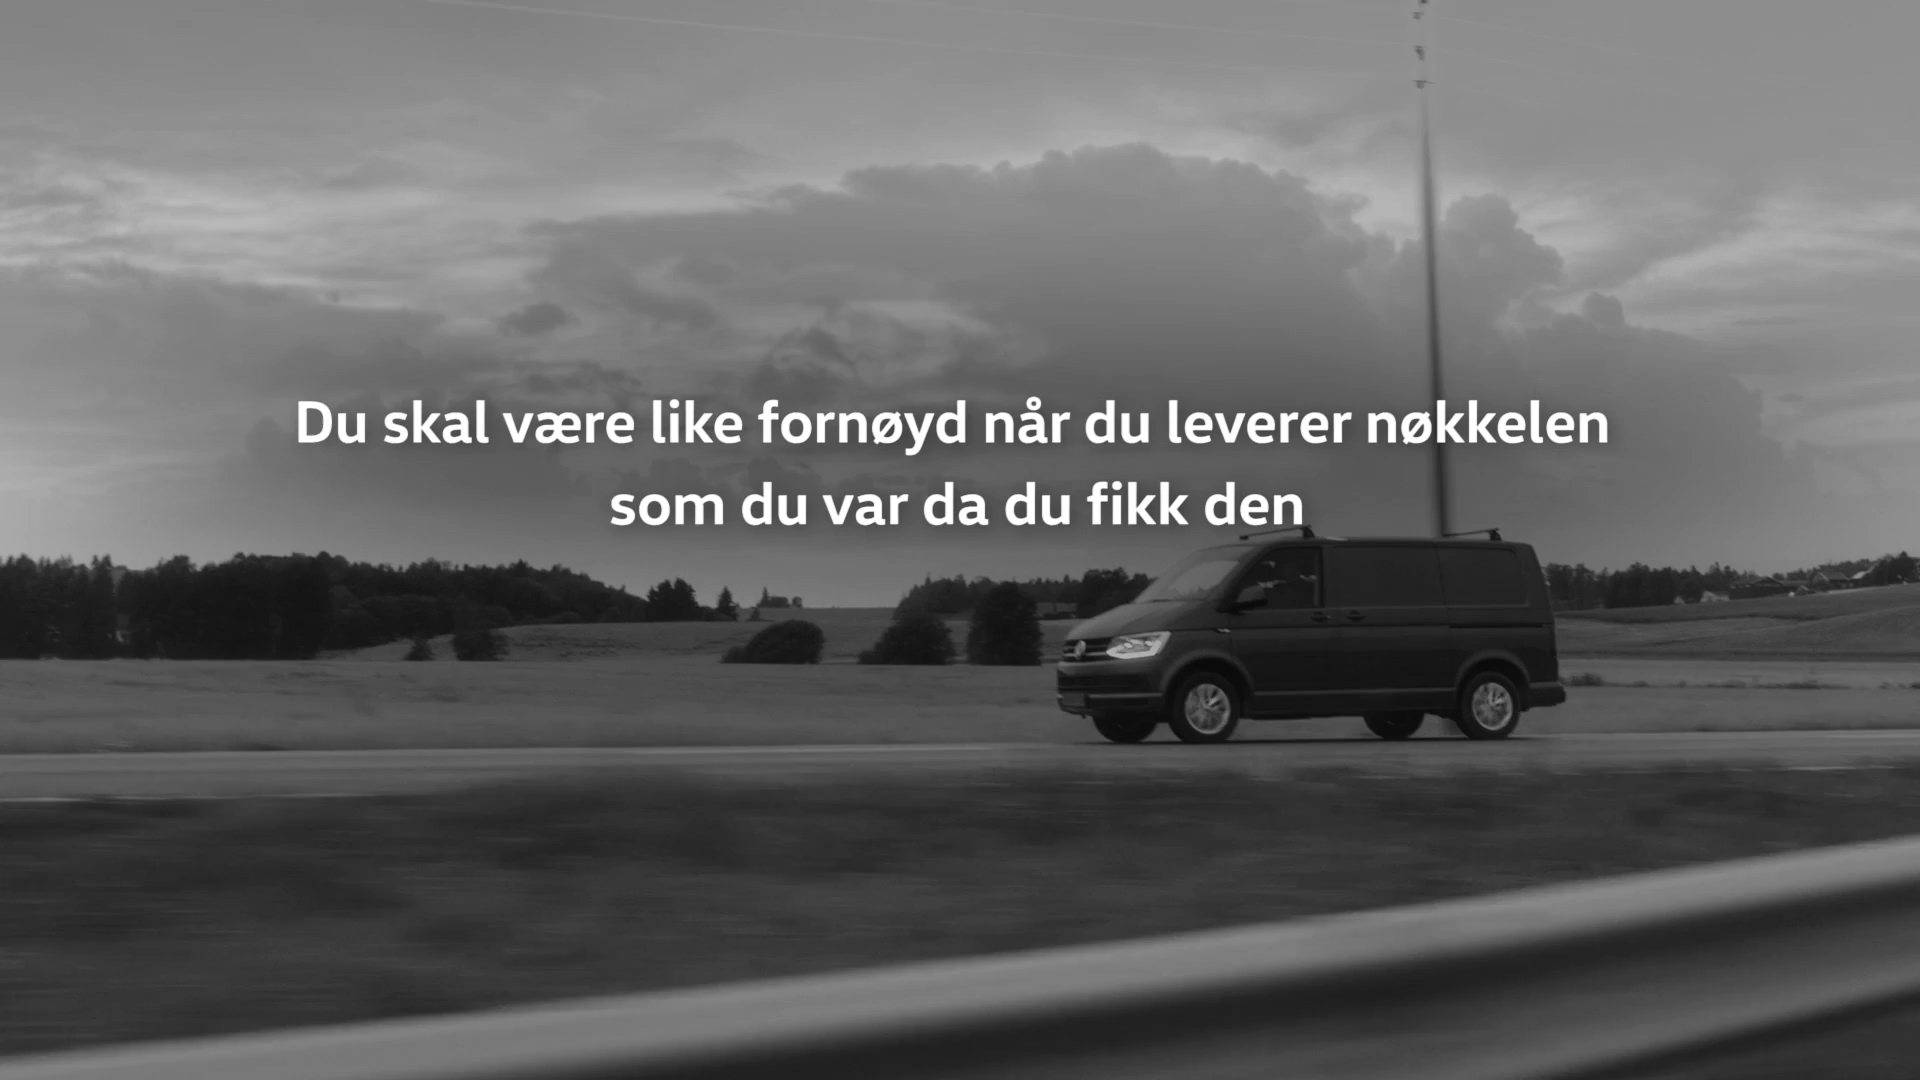 Du skal være like fornøyd når du leverer nøkkelen
som du var da du fikk den